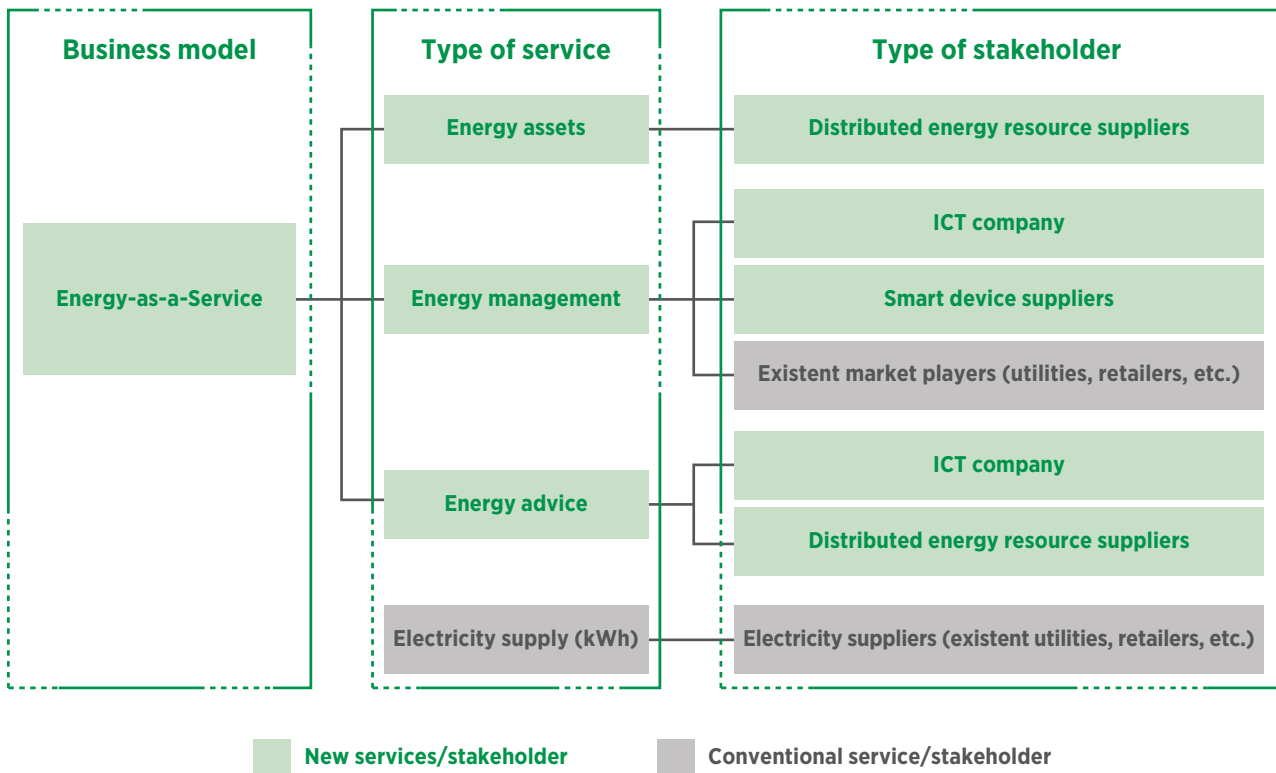 Business model
Type of service
Type of stakeholder
Energy assets
Distributed energy resource suppliers
ICT company
Energy-as-a-Service
Energy management
Smart device suppliers
Existent market players (utilities, retailers, etc.)
ICT company
Energy advice
Distributed energy resource suppliers
Electricity supply (kWh)
Electricity suppliers (existent utilities, retailers, etc.)
New services/stakeholder
Conventional service/stakeholder